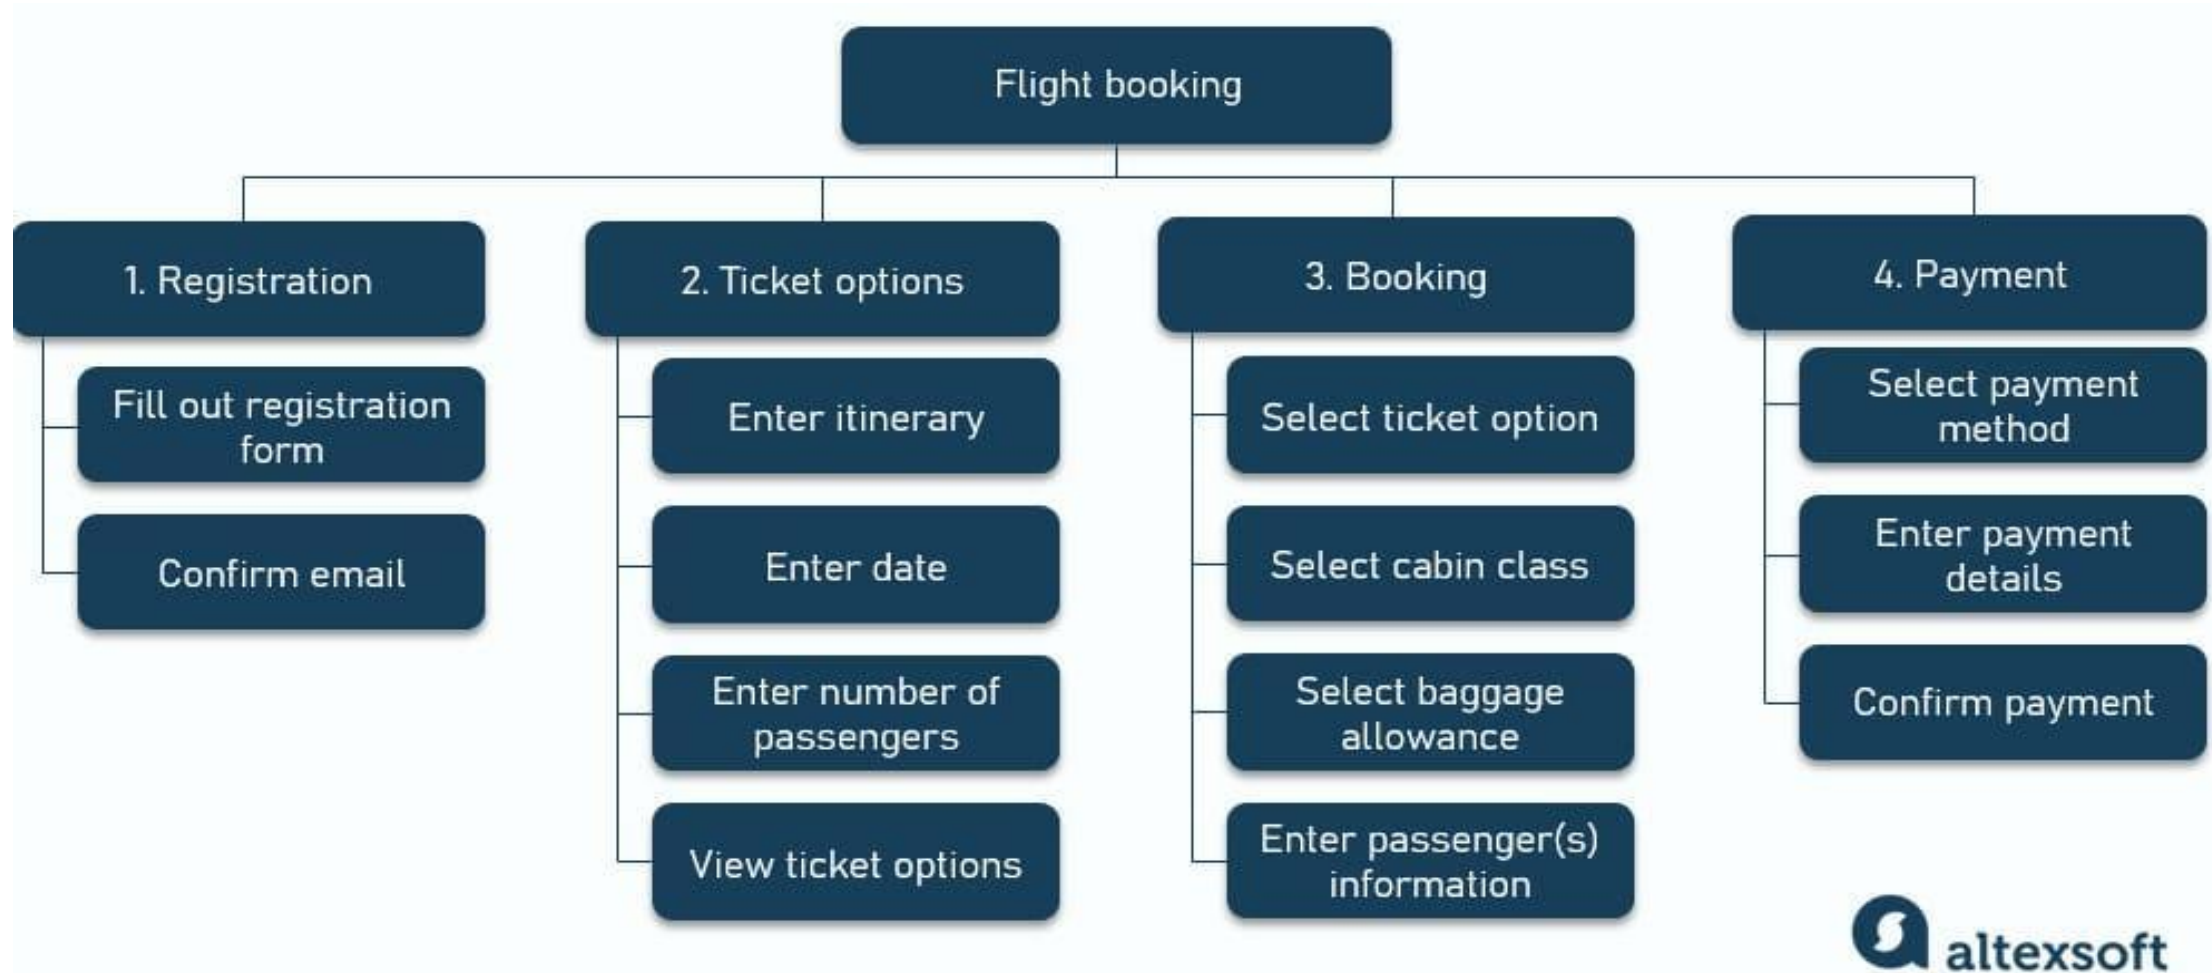 Flight booking
1. Registration
Fill out registration
form
Confirm email
2. Ticket options
Enter itinerary
Enter date
Enter number of
passengers
View ticket options
3. Booking
Select ticket option
Select cabin class
Select baggage
allowance
Enter passenger(s)
information
4. Payment
Select payment
method
Enter payment
details
Confirm payment
altexsoft